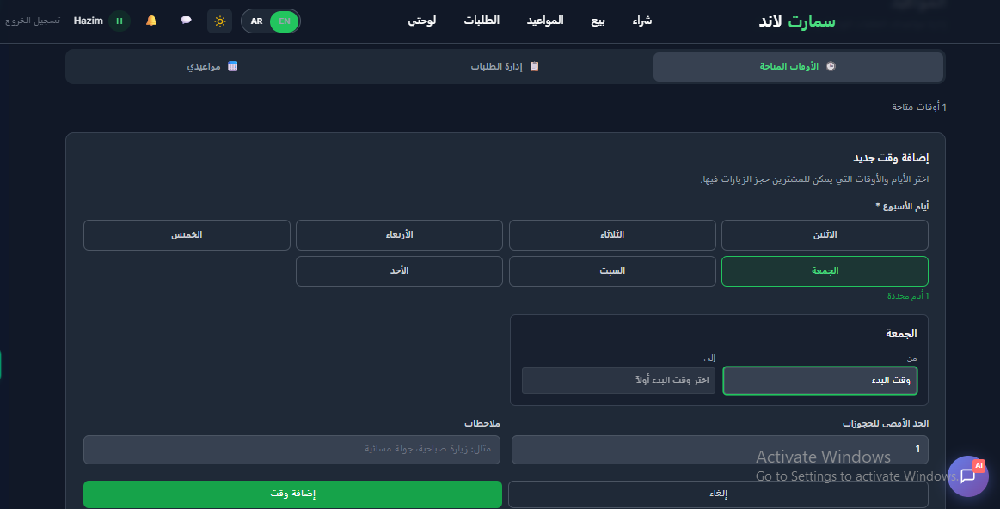 سمارت لاند
شراء
بيع
المواعيد
الطلبات
لوحتي
AR EN
H Hazim
تسجيل الخروج
الأوقات المتاحة
إدارة الطلبات
مواعيدي
1 أوقات متاحة
إضافة وقت جديد
اختر الأيام والأوقات التي يمكن للمشترين حجز الزيارات فيها.
أيام الأسبوع *
الاثنين
الثلاثاء
الأربعاء
الخميس
الجمعة
السبت
الأحد
1 أيام محددة
الجمعة
من
إلى
وقت البدء
اختر وقت البدء أولاً
الحد الأقصى للحجوزات
ملاحظات
1
مثال: زيارة صباحية، جولة مسائية
Activate Windows
Go to Settings to activate Windows.
AI
إلغاء
إضافة وقت